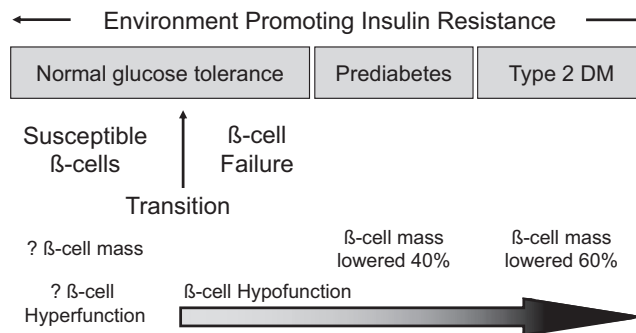 Environment Promoting Insulin Resistance
Normal glucose tolerance
Prediabetes
Type 2 DM
Susceptible
ß-cells
ß-cell
Failure
Transition
? ß-cell mass
ß-cell mass
lowered 40%
ß-cell mass
lowered 60%
? ß-cell
Hyperfunction
ß-cell Hypofunction